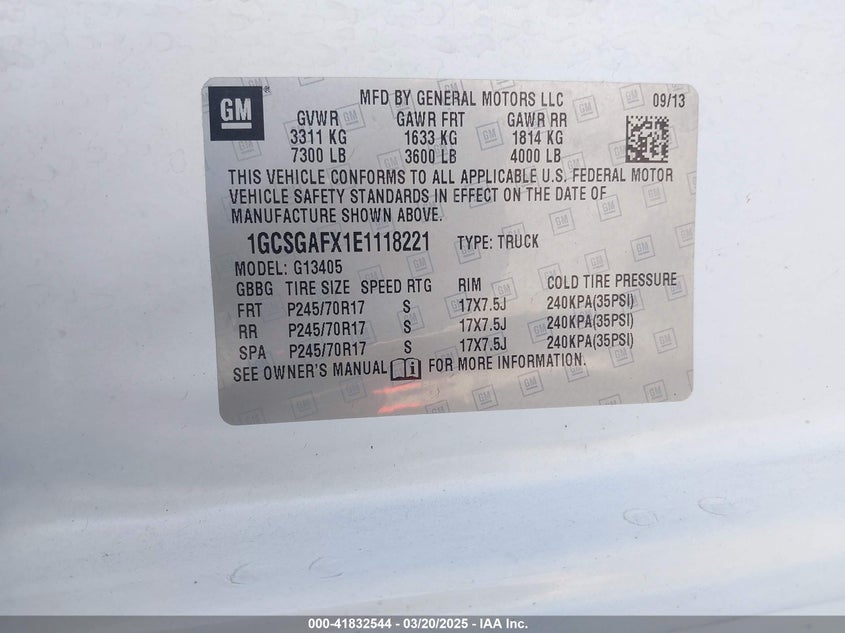 GM ® MFD BY GENERAL MOTORS LLC 09/13
GVWR GAWR FRT GAWR RR
3311 KG 1633 KG 1814 KG
7300 LB 3600 LB 4000 LB
THIS VEHICLE CONFORMS TO ALL APPLICABLE U.S. FEDERAL MOTOR
VEHICLE SAFETY STANDARDS IN EFFECT ON THE DATE OF
MANUFACTURE SHOWN ABOVE.
1GCSGAFX1E1118221 TYPE: TRUCK
MODEL: G13405
GBBG TIRE SIZE SPEED RTG RIM COLD TIRE PRESSURE
FRT P245/70R17 S 17X7.5J 240KPA(35PSI)
RR P245/70R17 S 17X7.5J 240KPA(35PSI)
SPA P245/70R17 S 17X7.5J 240KPA(35PSI)
SEE OWNER'S MANUAL i FOR MORE INFORMATION.
000-41832544 - 03/20/2025 - IAA Inc.